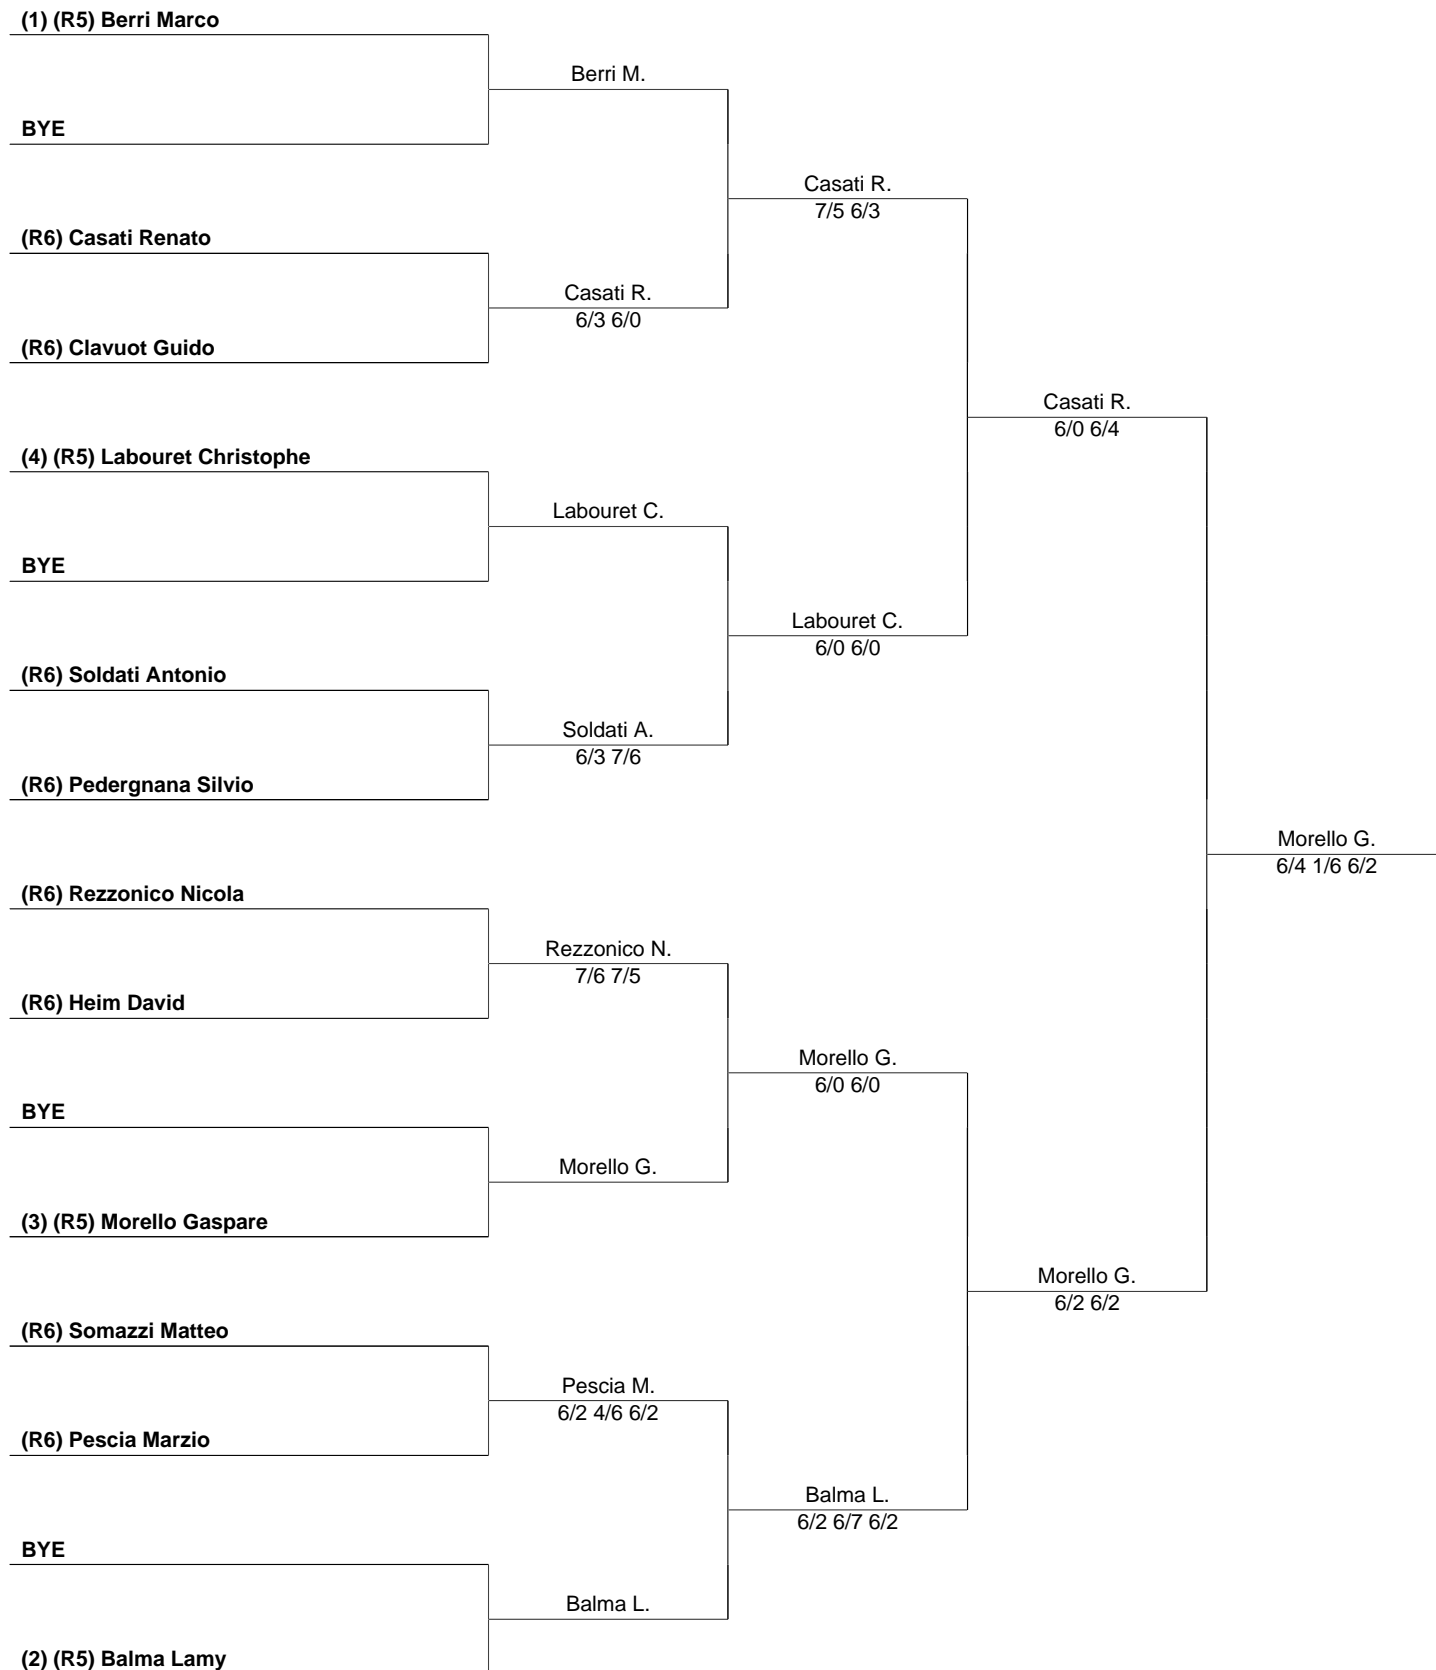 (1) (R5) Berri Marco
Berri M.
BYE
Casati R.
7/5 6/3
(R6) Casati Renato
Casati R.
6/3 6/0
(R6) Clavuot Guido
Casati R.
6/0 6/4
(4) (R5) Labouret Christophe
Labouret C.
BYE
Labouret C.
6/0 6/0
(R6) Soldati Antonio
Soldati A.
6/3 7/6
(R6) Pedergnana Silvio
Morello G.
6/4 1/6 6/2
(R6) Rezzonico Nicola
Rezzonico N.
7/6 7/5
(R6) Heim David
Morello G.
6/0 6/0
BYE
Morello G.
(3) (R5) Morello Gaspare
Morello G.
6/2 6/2
(R6) Somazzi Matteo
Pescia M.
6/2 4/6 6/2
(R6) Pescia Marzio
Balma L.
6/2 6/7 6/2
BYE
Balma L.
(2) (R5) Balma Lamy